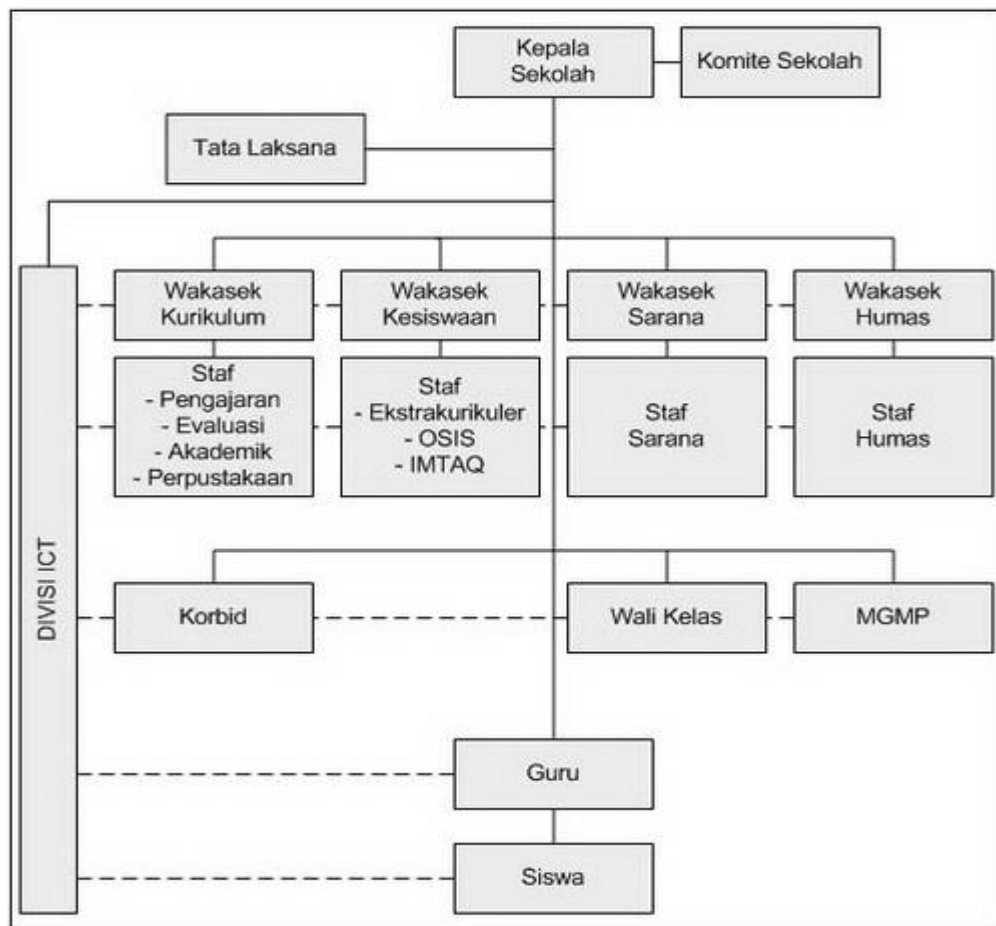 Kepala
Sekolah
Komite Sekolah
Tata Laksana
Wakasek
Kurikulum
Wakasek
Kesiswaan
Wakasek
Sarana
Wakasek
Humas
Staf
- Pengajaran
- Evaluasi
- Akademik
- Perpustakaan
Staf
- Ekstrakurikuler
- OSIS
- IMTAQ
Staf
Sarana
Staf
Humas
DIVISI ICT
Korbid
Wali Kelas
MGMP
Guru
Siswa